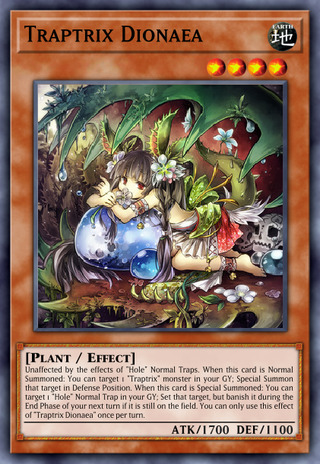 Traptrix Dionaea
EARTH
地
[Plant / Effect]
Unaffected by the effects of "Hole" Normal Traps. When this card is Normal
Summoned: You can target 1 "Traptrix" monster in your GY; Special Summon
that target in Defense Position. When this card is Special Summoned: You can
target 1 "Hole" Normal Trap in your GY; Set that target, but banish it during the
End Phase of your next turn if it is still on the field. You can only use this effect
of "Traptrix Dionaea" once per turn.
ATK/1700 DEF/1100